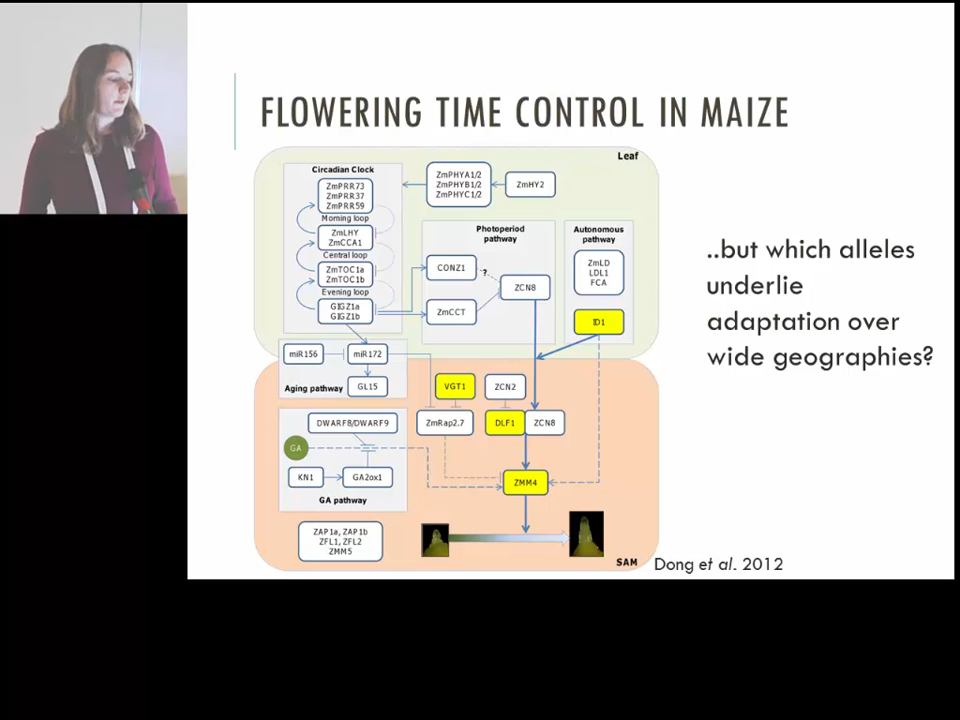 FLOWERING TIME CONTROL IN MAIZE
Leaf
Circadian Clock
ZmPRR73
ZmPRR37
ZmPRR59
Morning loop
ZmLHY
ZmCCA1
Central loop
ZmTOC1a
ZmTOC1b
Evening loop
GIGZ1a
GIGZ1b
ZmPHYA1/2
ZmPHYB1/2
ZmPHYC1/2
ZmHY2
Photoperiod
pathway
CONZ1
?
ZmCCT
ZCN8
Autonomous
pathway
ZmLD
LDL1
FCA
ID1
..but which alleles
underlie
adaptation over
wide geographies?
miR156
miR172
GL15
Aging pathway
VGT1
ZCN2
ZmRap2.7
DLF1
ZCN8
DWARF8/DWARF9
GA
KN1
GA2ox1
GA pathway
ZMM4
ZAP1a, ZAP1b
ZFL1, ZFL2
ZMM5
SAM
Dong et al. 2012